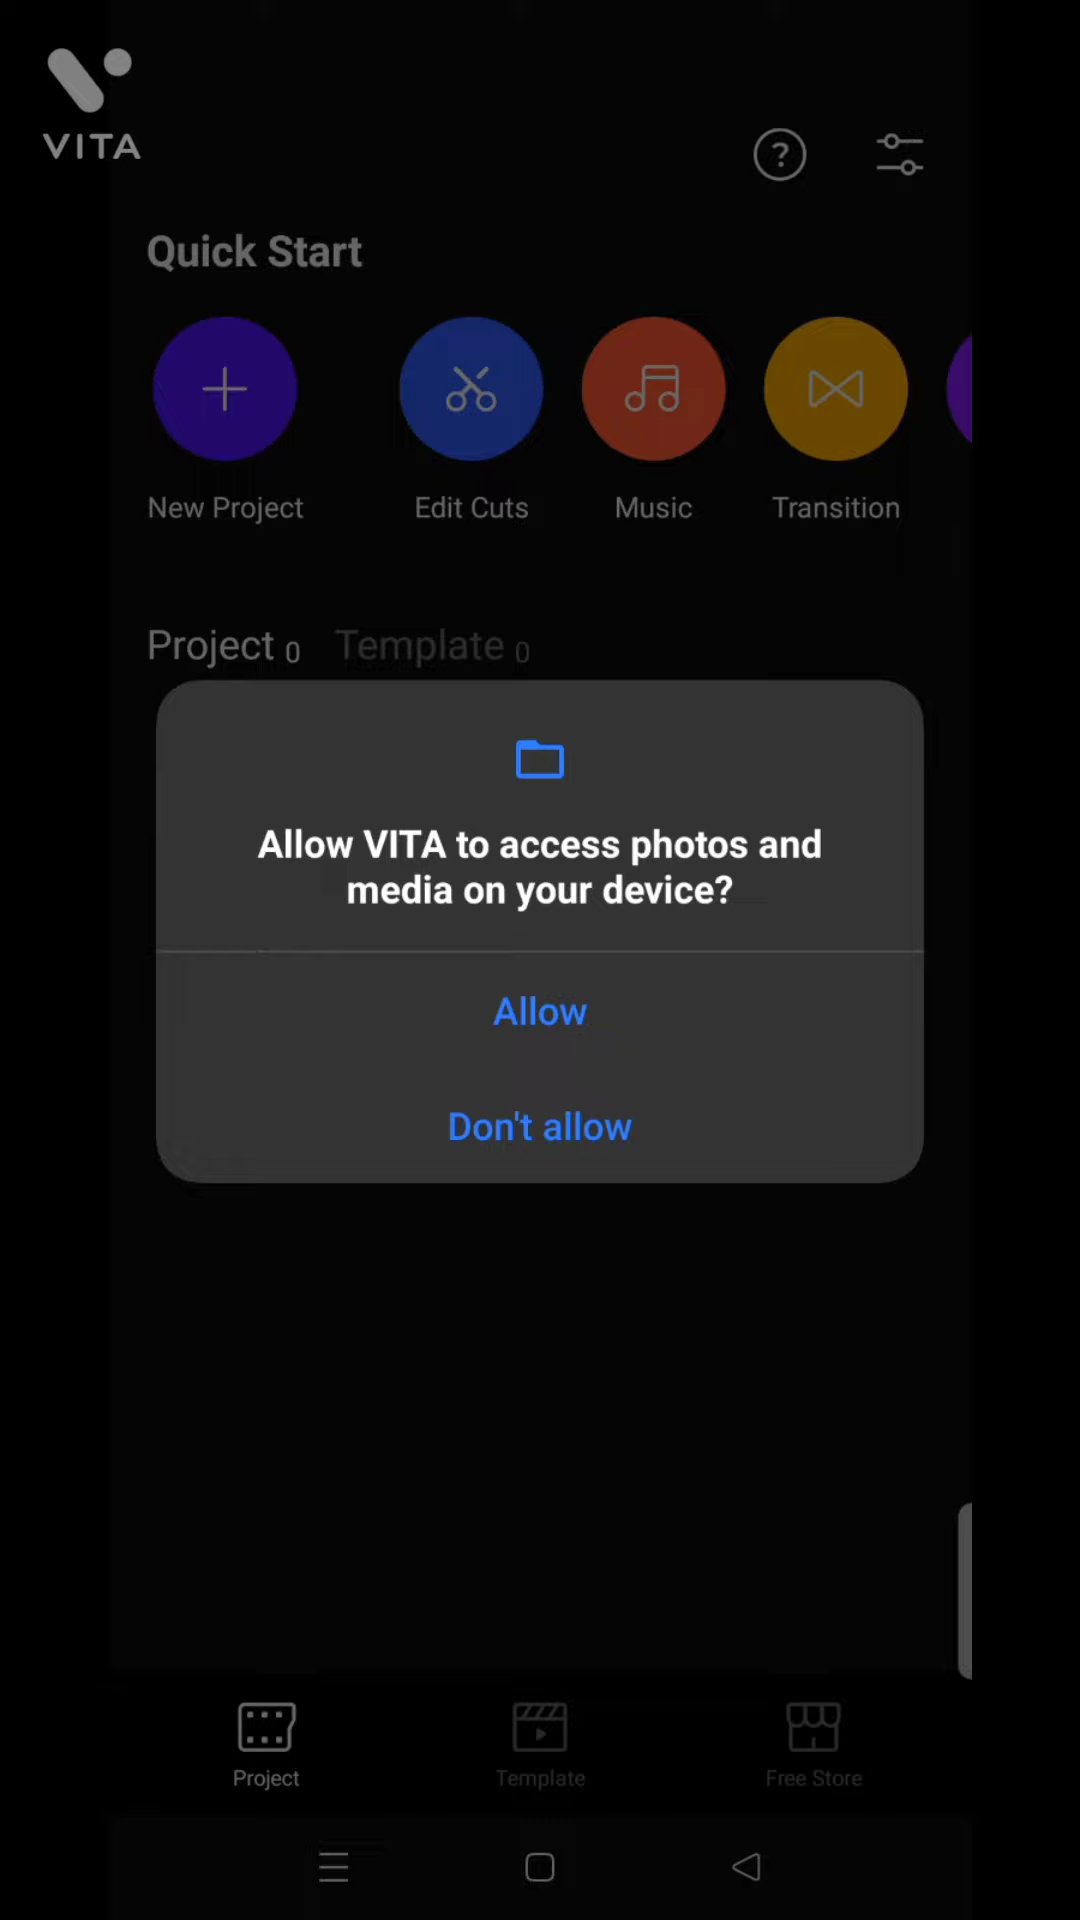 VITA
?
Quick Start
New Project
Edit Cuts
Music
Transition
Project 0 Template 0
Allow VITA to access photos and
media on your device?
Allow
Don't allow
Project
Template
Free Store